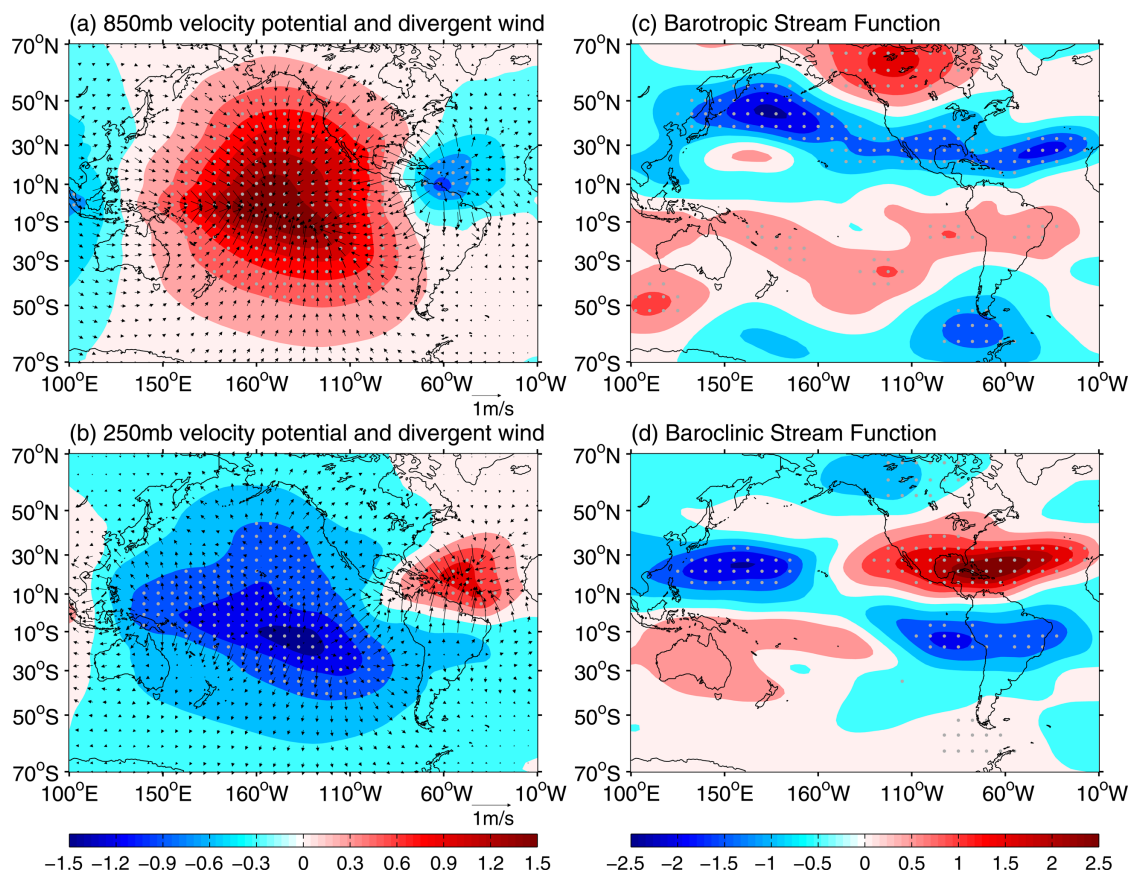 (a) 850mb velocity potential and divergent wind
70°N
50°N
30°N
10°N
10°S
30°S
50°S
70°S
100°E 150°E 160°W 110°W 60°W 10°W
1m/s
(c) Barotropic Stream Function
70°N
50°N
30°N
10°N
10°S
30°S
50°S
70°S
100°E 150°E 160°W 110°W 60°W 10°W
(b) 250mb velocity potential and divergent wind
70°N
50°N
30°N
10°N
10°S
30°S
50°S
70°S
100°E 150°E 160°W 110°W 60°W 10°W
1m/s
−1.5 −1.2 −0.9 −0.6 −0.3 0 0.3 0.6 0.9 1.2 1.5
(d) Baroclinic Stream Function
70°N
50°N
30°N
10°N
10°S
30°S
50°S
70°S
100°E 150°E 160°W 110°W 60°W 10°W
−2.5 −2 −1.5 −1 −0.5 0 0.5 1 1.5 2 2.5